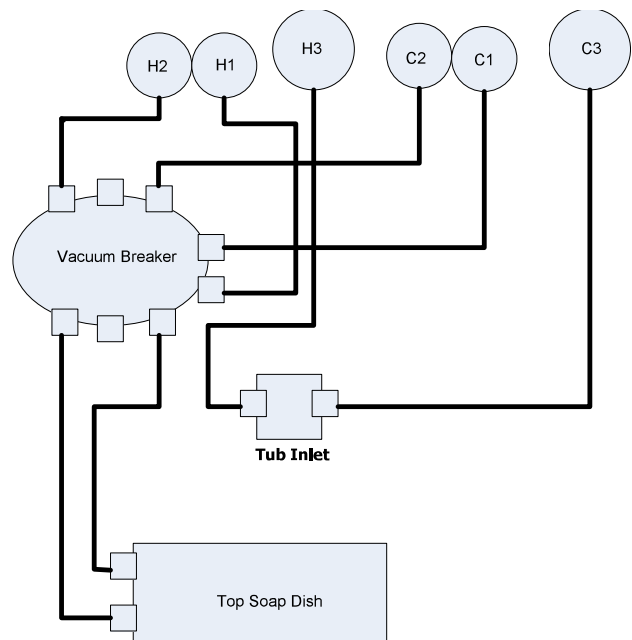 H2
H1
H3
C2
C1
C3
Vacuum Breaker
Tub Inlet
Top Soap Dish